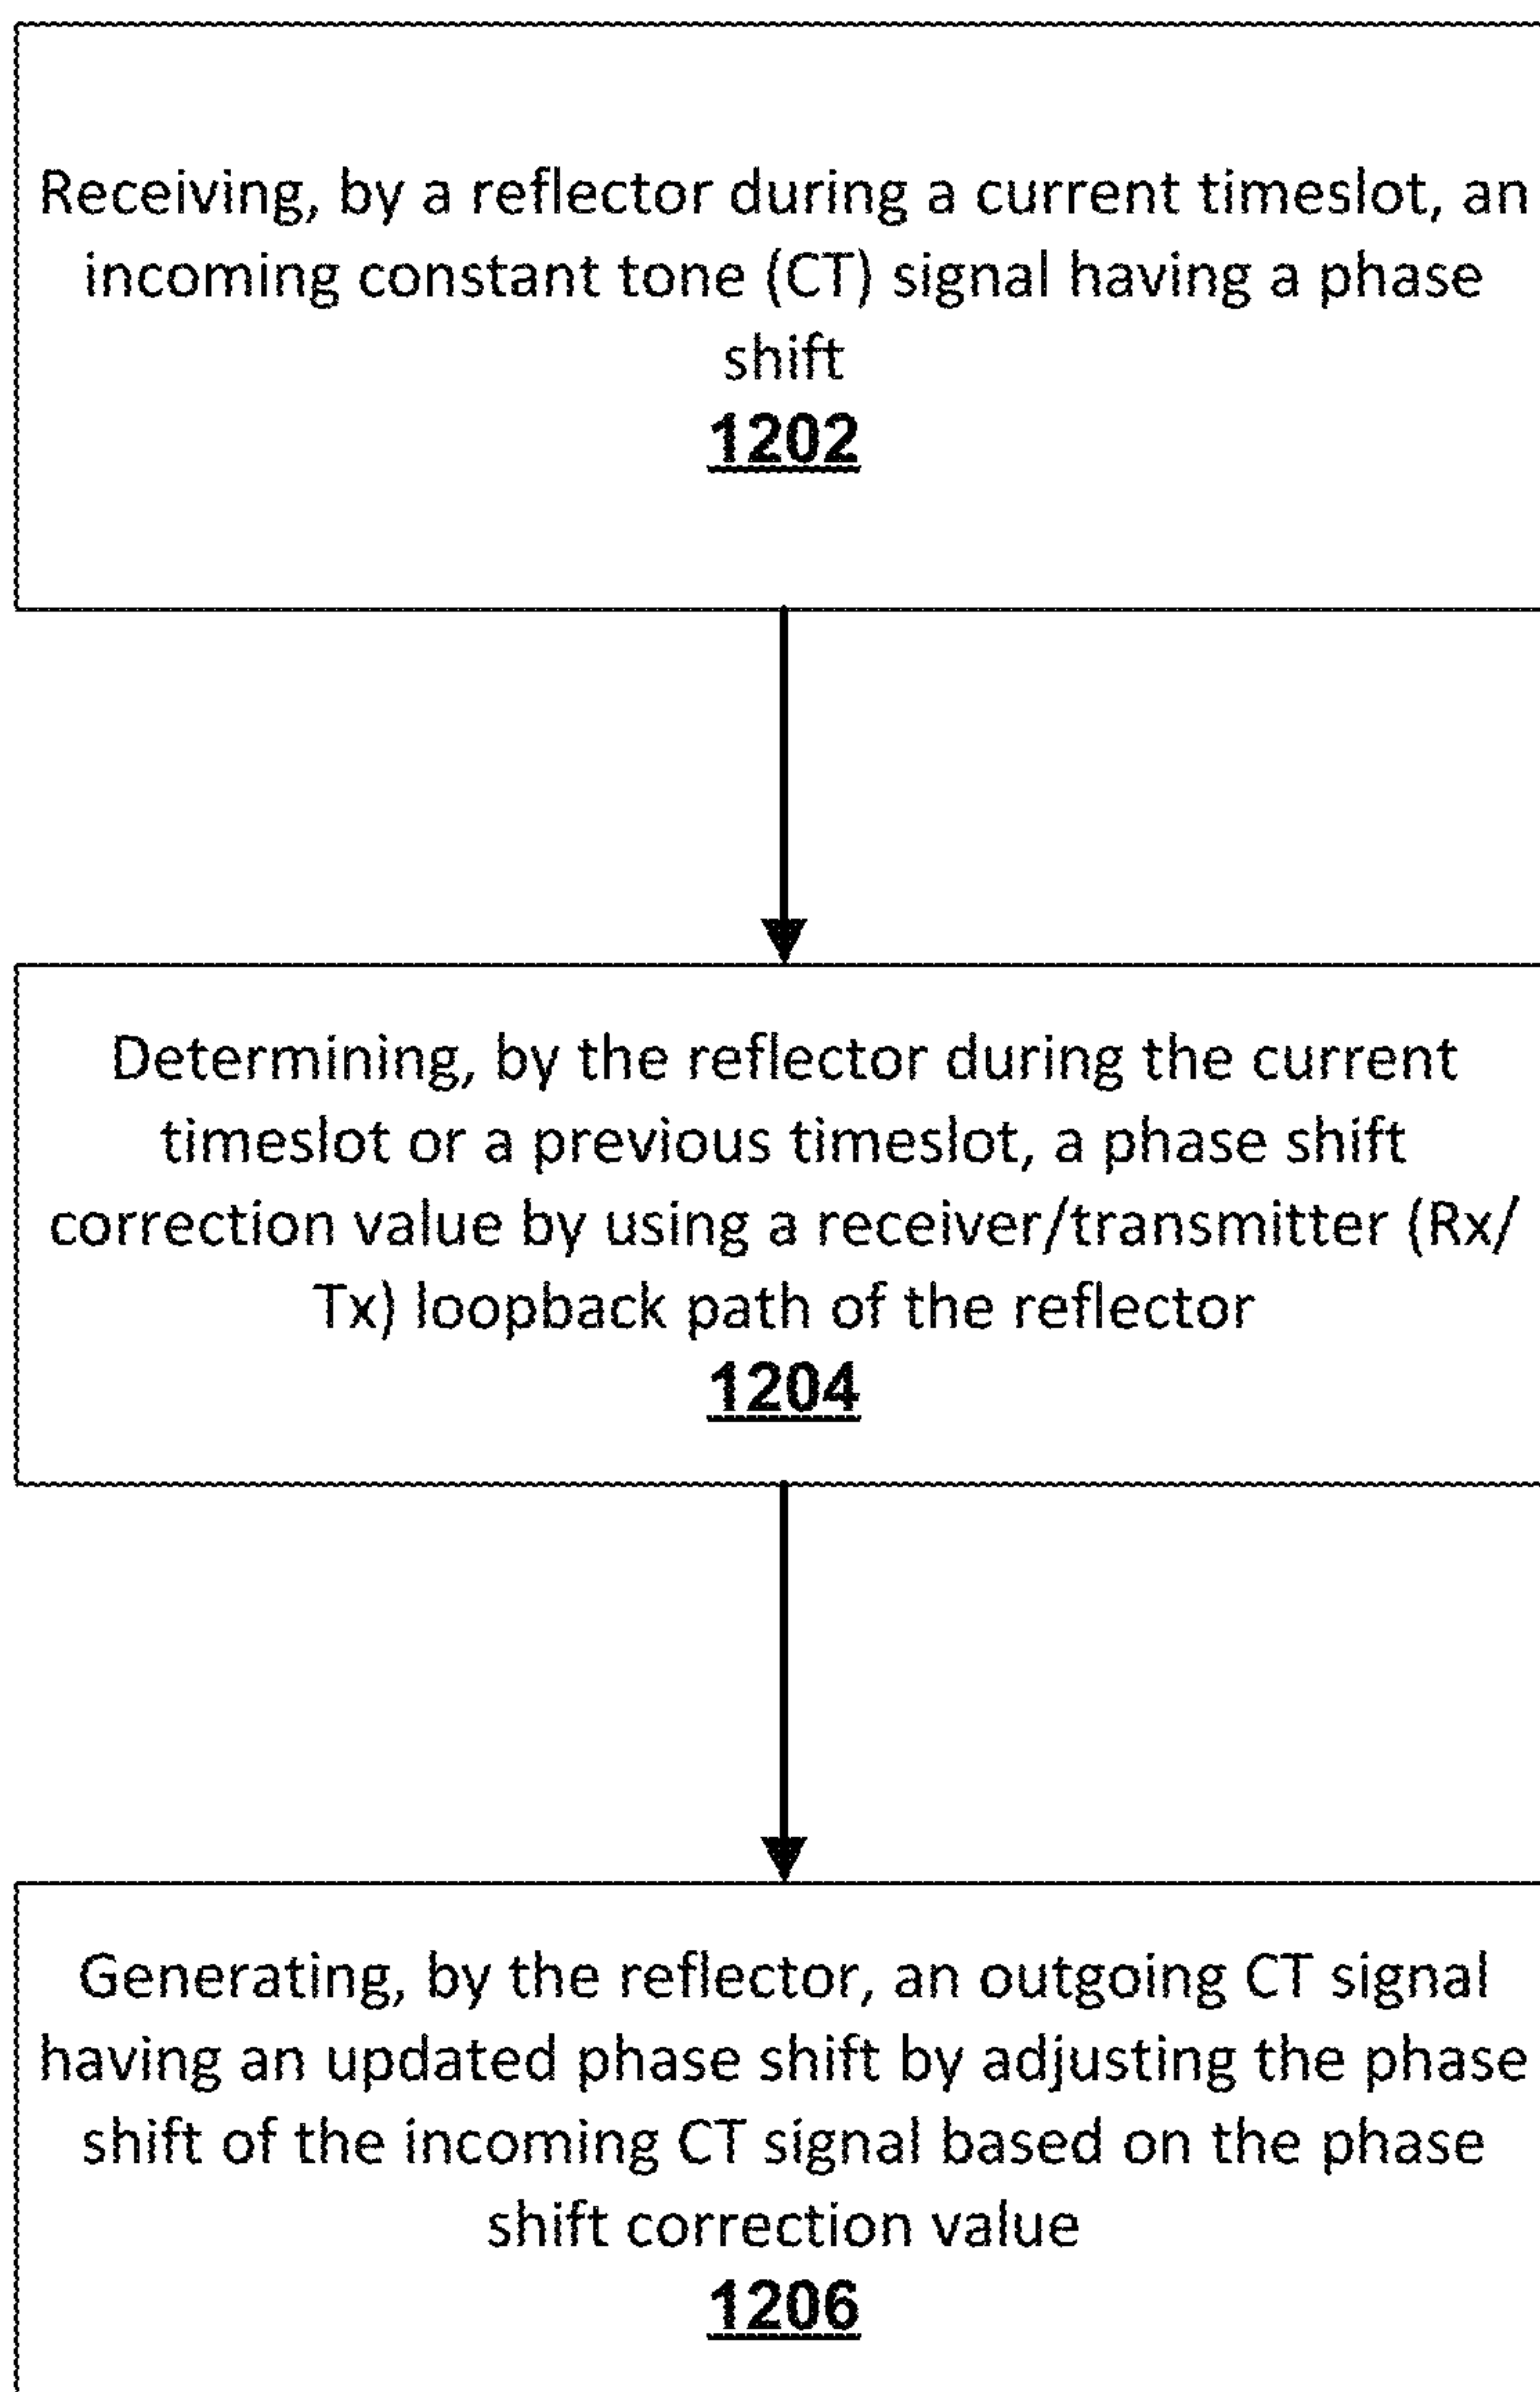 Receiving, by a reflector during a current timeslot, an
incoming constant tone (CT) signal having a phase
shift
1202
Determining, by the reflector during the current
timeslot or a previous timeslot, a phase shift
correction value by using a receiver/transmitter (Rx/
Tx) loopback path of the reflector
1204
Generating, by the reflector, an outgoing CT signal
having an updated phase shift by adjusting the phase
shift of the incoming CT signal based on the phase
shift correction value
1206